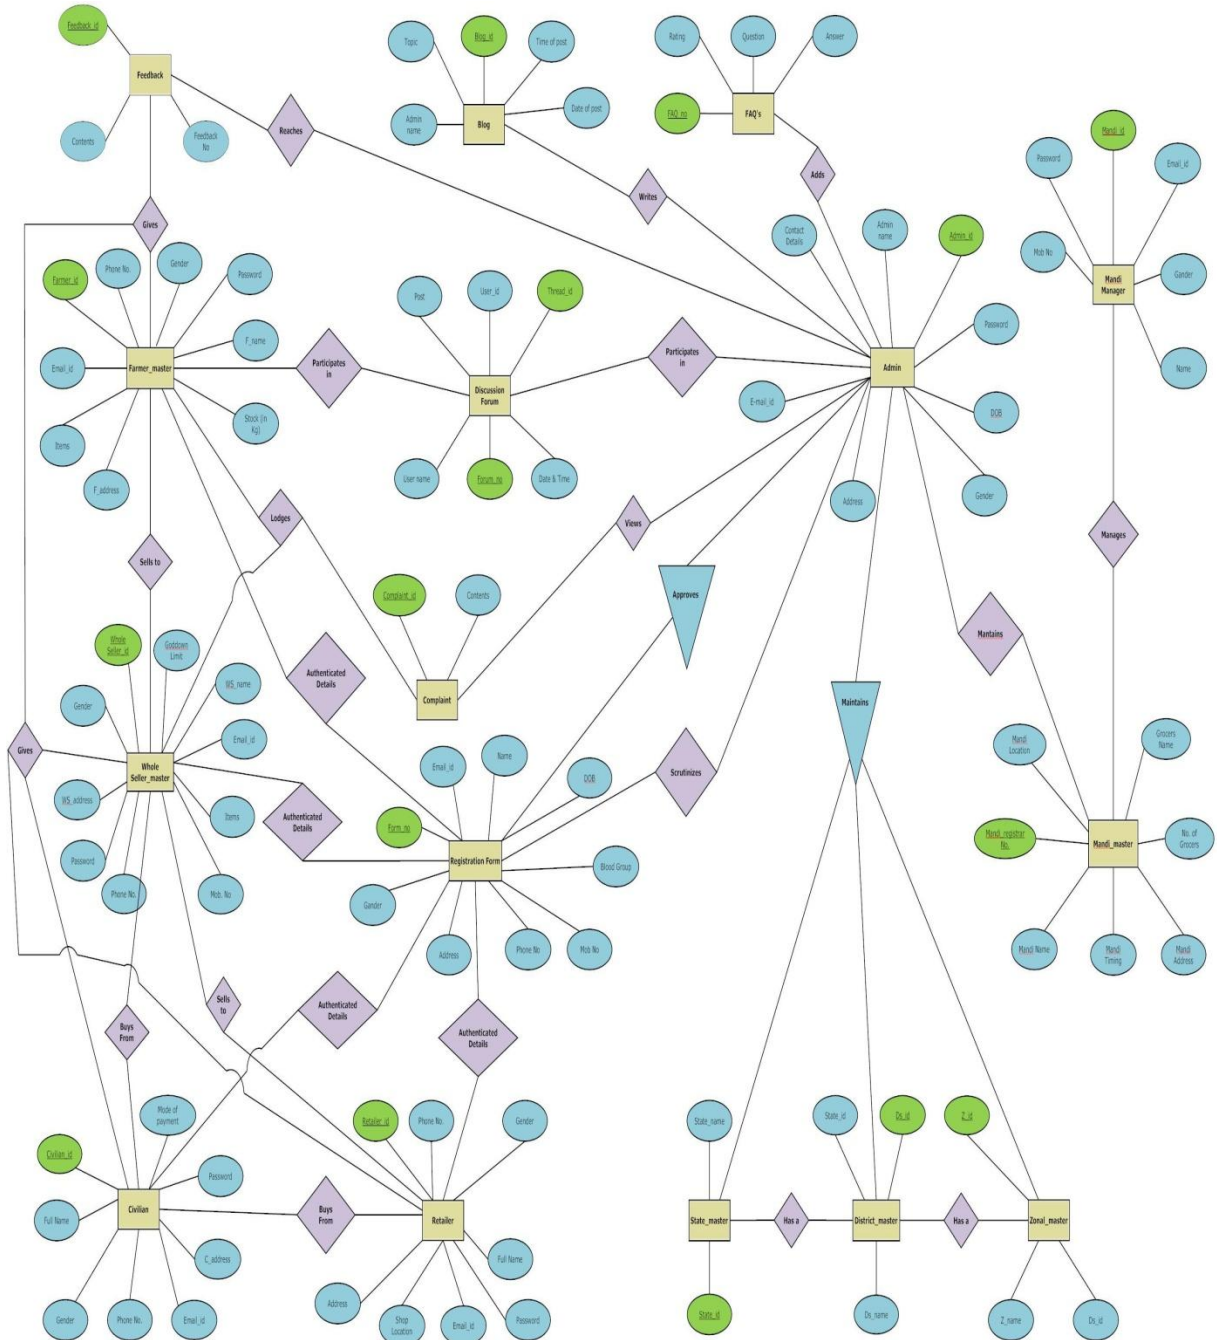 Feedback_id
Feedback
Contents
Feedback
No
Reaches
Topic
Blog_id
Time of post
Admin
name
Blog
Date of post
Writes
Rating
Question
Answer
FAQ_no
FAQ's
Adds
Mandi_id
Password
Email_id
Mob No
Mandi
Manager
Gander
Name
Manages
Gives
Farmer_id
Phone No.
Gender
Password
F_name
Email_id
Farmer_master
Items
F_address
Stock (in
Kg)
Participates
in
Post
User_id
Thread_id
Discussion
Forum
User name
Forum_no
Date & Time
Participates
in
Contact
Details
Admin
name
Admin_id
Password
Admin
E-mail_id
DOB
Address
Gender
Lodges
Sells to
Views
Approves
Complaint_id
Contents
Complaint
Authenticated
Details
Mantains
Maintains
Whole
Seller_id
Goddown
Limit
WS_name
Gender
Email_id
Gives
Whole
Seller_master
WS_address
Items
Password
Phone No.
Mob. No
Authenticated
Details
Email_id
Name
DOB
Scrutinizes
Form_no
Registration Form
Blood Group
Gander
Address
Phone No
Mob No
Mandi
Location
Grocers
Name
Mandi_registrar
No.
Mandi_master
No. of
Grocers
Mandi Name
Mandi
Timing
Mandi
Address
Buys
From
Sells
to
Authenticated
Details
Authenticated
Details
Mode of
payment
Civilian_id
Password
Full Name
Civilian
C_address
Gender
Phone No.
Email_id
Buys
From
Retailer_id
Phone No.
Gender
Retailer
Full Name
Address
Shop
Location
Email_id
Password
State_name
State_id
Ds_id
Z_id
State_master
Has a
District_master
Has a
Zonal_master
State_id
Ds_name
Z_name
Ds_id